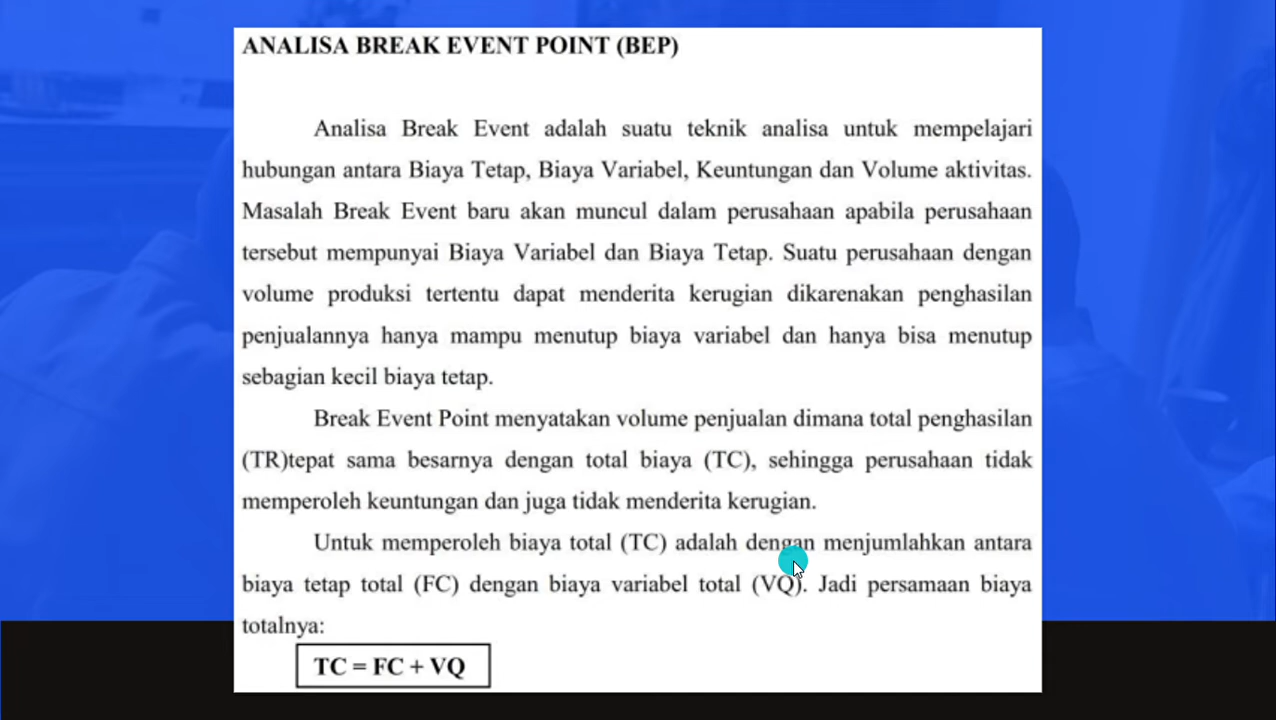 ANALISA BREAK EVENT POINT (BEP)
Analisa Break Event adalah suatu teknik analisa untuk mempelajari
hubungan antara Biaya Tetap, Biaya Variabel, Keuntungan dan Volume aktivitas.
Masalah Break Event baru akan muncul dalam perusahaan apabila perusahaan
tersebut mempunyai Biaya Variabel dan Biaya Tetap. Suatu perusahaan dengan
volume produksi tertentu dapat menderita kerugian dikarenakan penghasilan
penjualannya hanya mampu menutup biaya variabel dan hanya bisa menutup
sebagian kecil biaya tetap.
Break Event Point menyatakan volume penjualan dimana total penghasilan
(TR)tepat sama besarnya dengan total biaya (TC), sehingga perusahaan tidak
memperoleh keuntungan dan juga tidak menderita kerugian.
Untuk memperoleh biaya total (TC) adalah dengan menjumlahkan antara
biaya tetap total (FC) dengan biaya variabel total (VQ). Jadi persamaan biaya
totalnya:
TC = FC + VQ